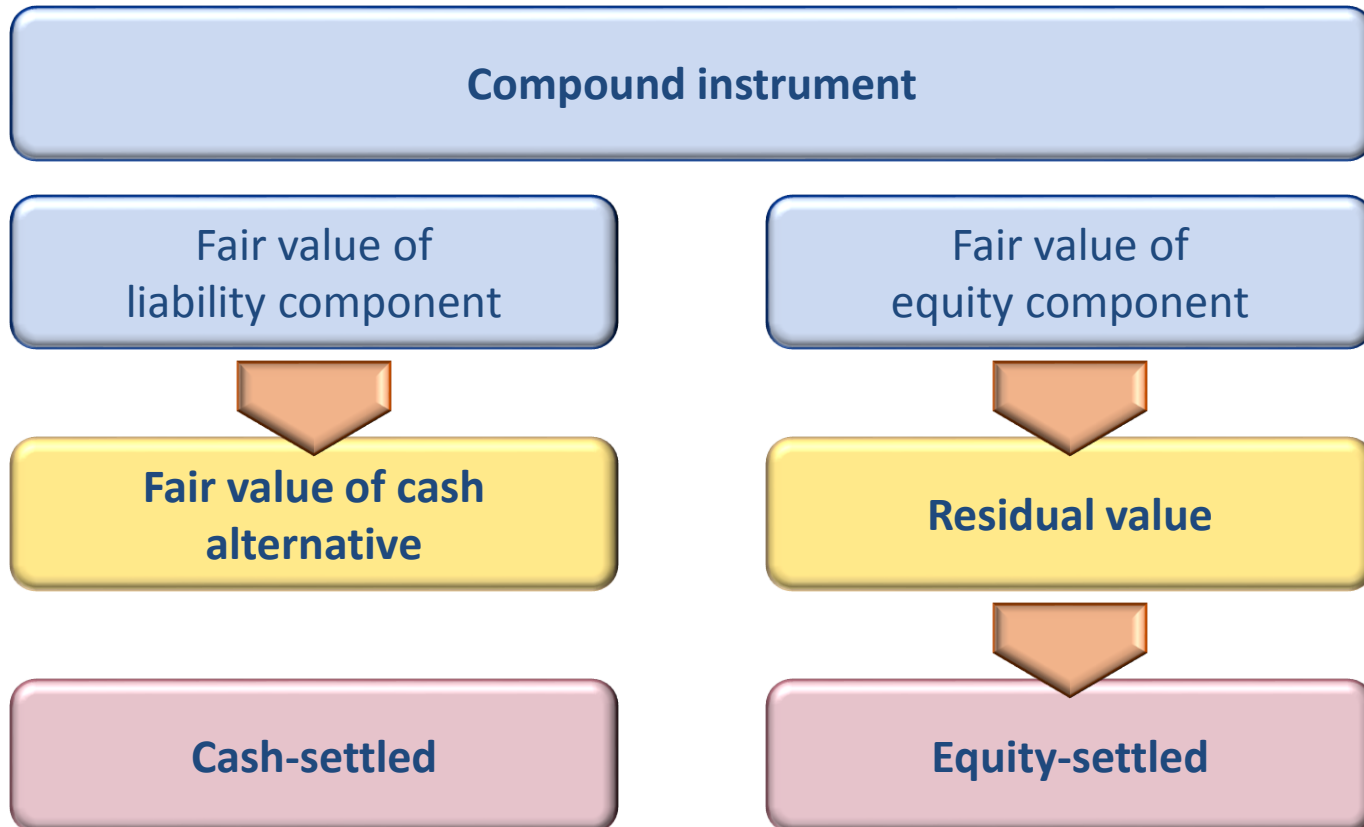 Compound instrument
Fair value of
liability component
Fair value of
equity component
Fair value of cash
alternative
Residual value
Cash-settled
Equity-settled